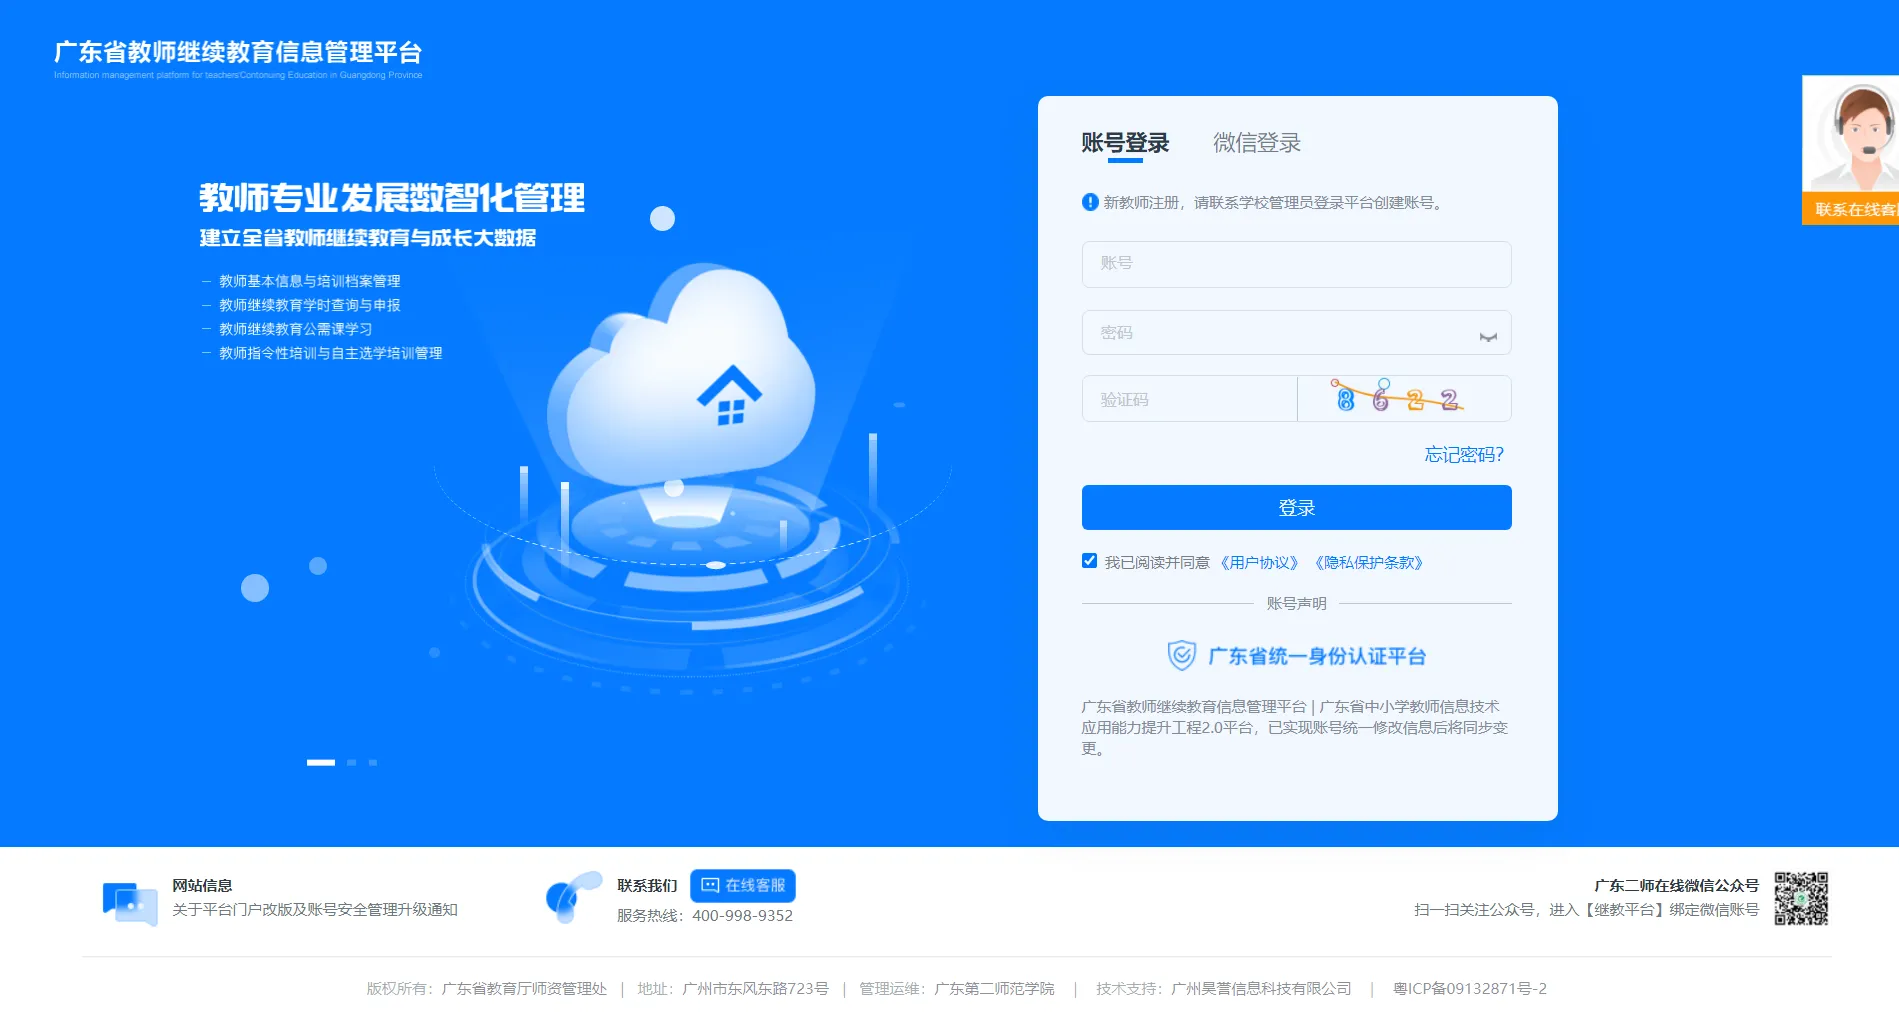 广东省教师继续教育信息管理平台
Information management platform for teachers'Contonuing Education in Guangdong Province
教师专业发展数智化管理
建立全省教师继续教育与成长大数据
教师基本信息与培训档案管理
教师继续教育学时查询与申报
教师继续教育公需课学习
教师指令性培训与自主选学培训管理
账号登录 微信登录
新教师注册，请联系学校管理员登录平台创建账号。
账号
密码
验证码 8622
忘记密码?
登录
我已阅读并同意《用户协议》《隐私保护条款》
账号声明
广东省统一身份认证平台
广东省教师继续教育信息管理平台 | 广东省中小学教师信息技术
应用能力提升工程2.0平台，已实现账号统一修改信息后将同步变
更。
联系在线客
网站信息
关于平台门户改版及账号安全管理升级通知
联系我们 在线客服
服务热线：400-998-9352
广东二师在线微信公众号
扫一扫关注公众号，进入【继教平台】绑定微信账号
版权所有：广东省教育厅师资管理处 | 地址：广州市东风东路723号 | 管理运维：广东第二师范学院 | 技术支持：广州昊誉信息科技有限公司 | 粤ICP备09132871号-2